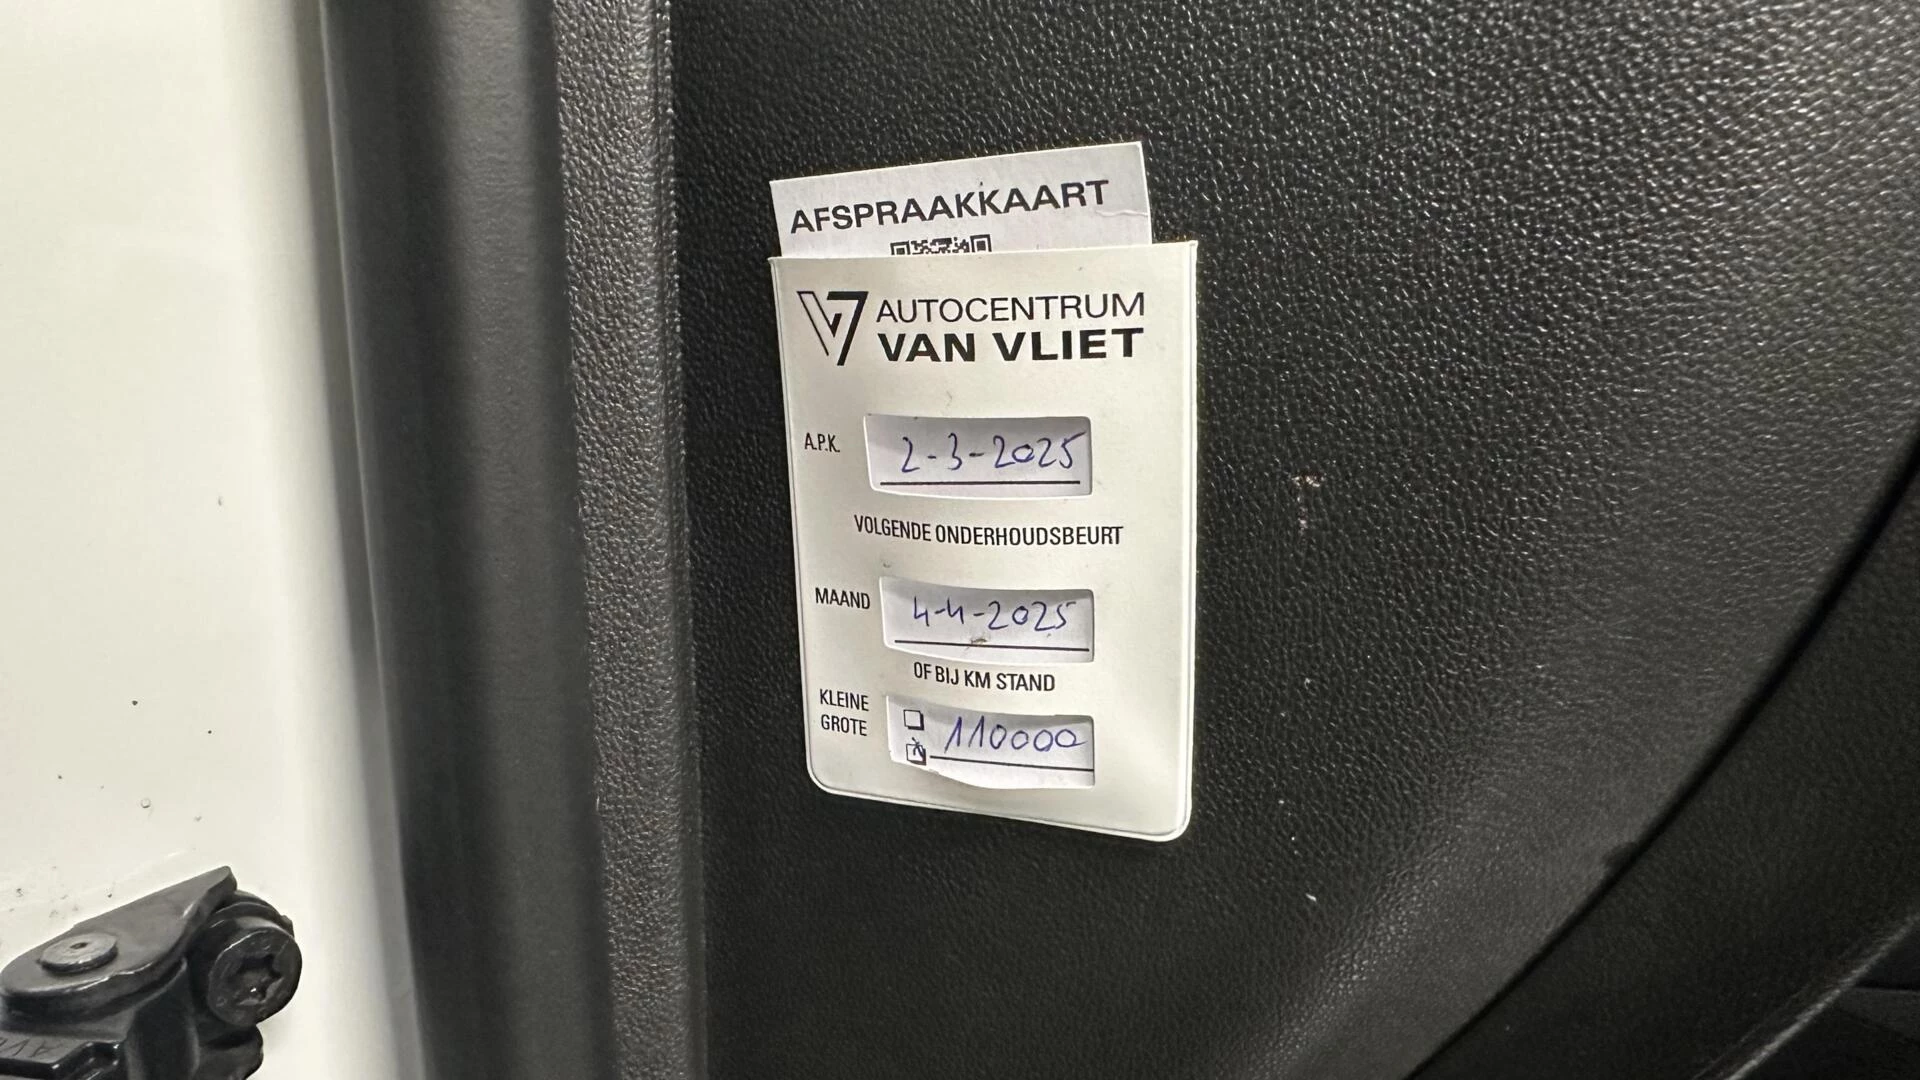 AFSPRAAKKAART
AUTOCENTRUM
VAN VLIET
A.P.K. 2-3-2025
VOLGENDE ONDERHOUDSBEURT
MAAND 4-4-2025
OF BIJ KM STAND
KLEINE
GROTE 110000